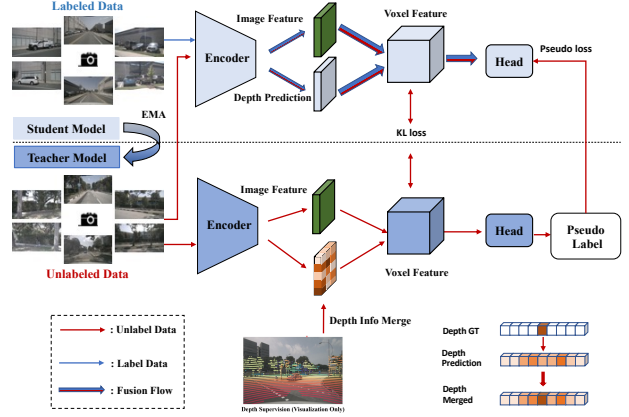 Labeled Data
Image Feature
Voxel Feature
Encoder
Head
Pseudo loss
Depth Prediction
EMA
KL loss
Student Model
Teacher Model
Image Feature
Encoder
Head
Pseudo
Label
Voxel Feature
Unlabeled Data
Depth Info Merge
: Unlabel Data
: Label Data
: Fusion Flow
Depth Supervision (Visualization Only)
Depth GT
Depth
Prediction
Depth
Merged